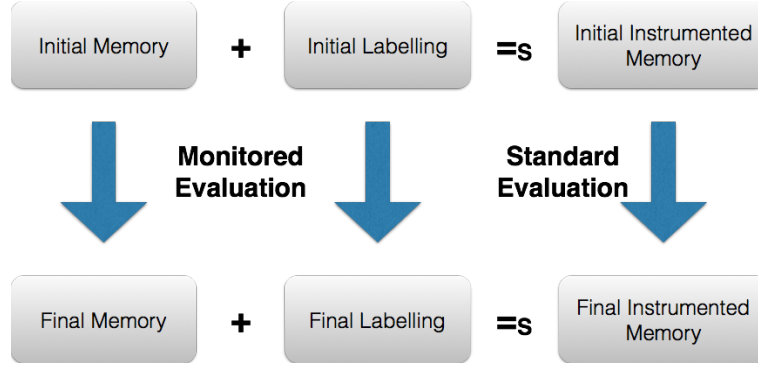 Initial Memory + Initial Labelling =s Initial Instrumented
Memory
Monitored
Evaluation
Standard
Evaluation
Final Memory + Final Labelling =s Final Instrumented
Memory